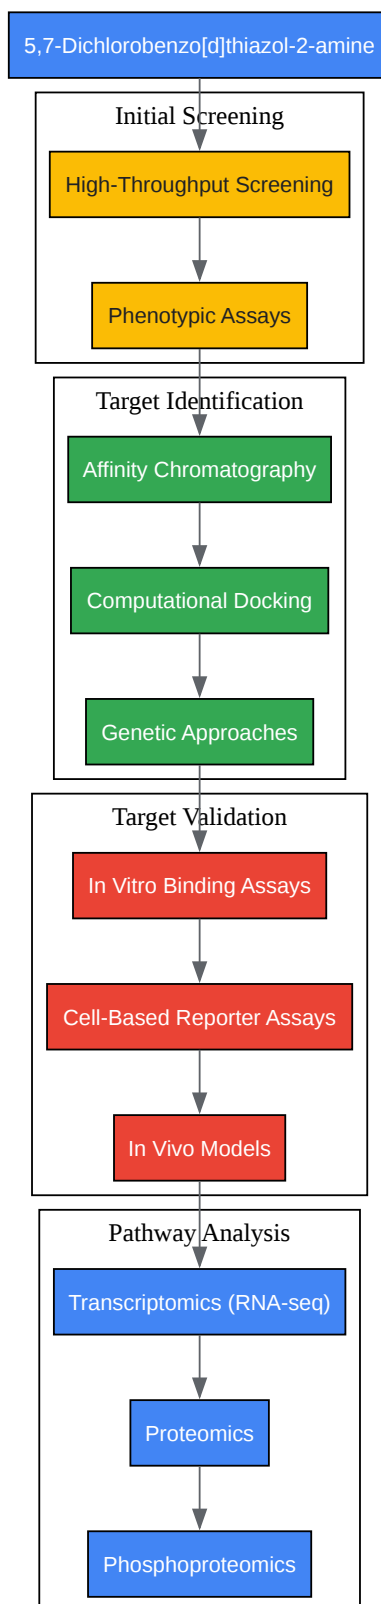 5,7-Dichlorobenzo[d]thiazol-2-amine
Initial Screening
High-Throughput Screening
Phenotypic Assays
Target Identification
Affinity Chromatography
Computational Docking
Genetic Approaches
Target Validation
In Vitro Binding Assays
Cell-Based Reporter Assays
In Vivo Models
Pathway Analysis
Transcriptomics (RNA-seq)
Proteomics
Phosphoproteomics